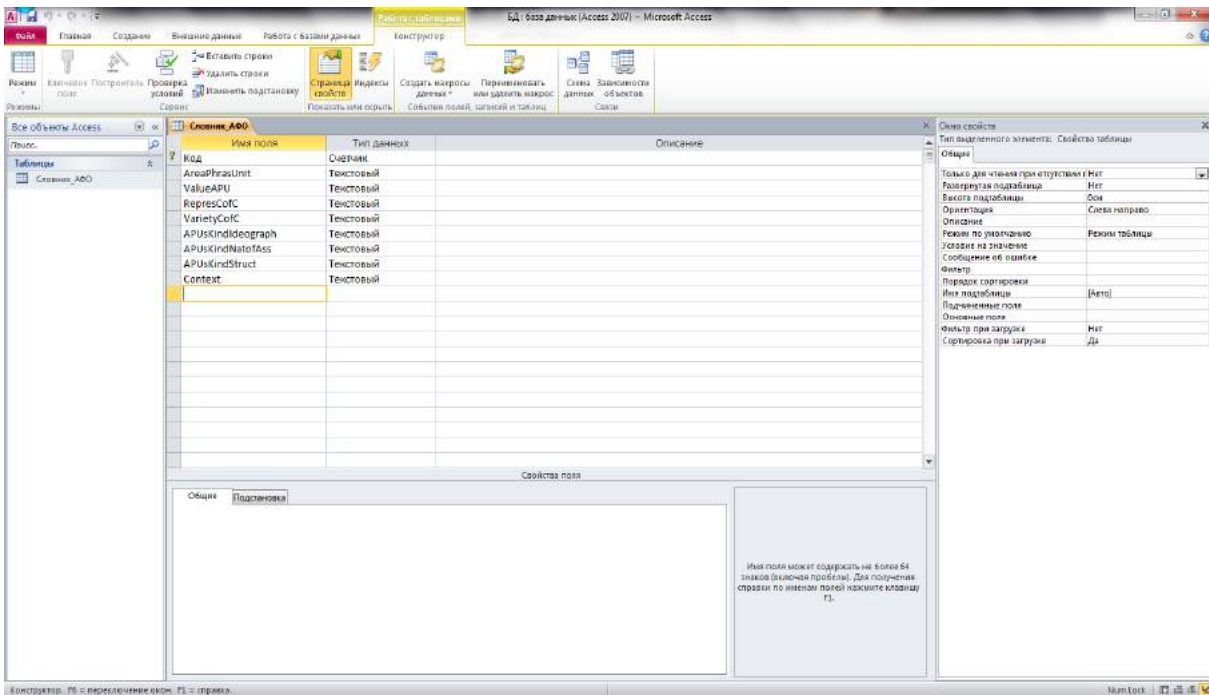 БД : база данных (Access 2007) - Microsoft Access
Работа с таблицами
Файл Главная Создание Внешние данные Работа с базами данных Конструктор
Режим
Ключевое поле
Построитель
Проверка условий
Вставить строки
Удалить строки
Изменить подстановку
Страница свойств
Индексы
Создать макросы данных
Переименовать или удалить макрос
Схема данных
Зависимости объектов
Режимы Сервис Показать или скрыть События полей, записей и таблиц Связи
Все объекты Access
Поиск...
Таблицы
Словник_АФО
Словник_АФО
Имя поля Тип данных Описание
Код Счетчик
AreaPhrasUnit Текстовый
ValueAPU Текстовый
RepresCofC Текстовый
VarietyCofC Текстовый
APUsKindIdeograph Текстовый
APUsKindNatofAss Текстовый
APUsKindStruct Текстовый
Context Текстовый
Свойства поля
Общие Подстановка
Имя поля может содержать не более 64
знаков (включая пробелы). Для получения
справки по именам полей нажмите клавишу
F1.
Окно свойств
Тип выделенного элемента: Свойства таблицы
Общие
Только для чтения при отсутствии Нет
Развернутая подтаблица Нет
Высота подтаблицы 0см
Ориентация Слева направо
Описание
Режим по умолчанию Режим таблицы
Условие на значение
Сообщение об ошибке
Фильтр
Порядок сортировки
Имя подтаблицы [Авто]
Подчиненные поля
Основные поля
Фильтр при загрузке Нет
Сортировка при загрузке Да
Конструктор. F6 = переключение окон. F1 = справка.
Num Lock